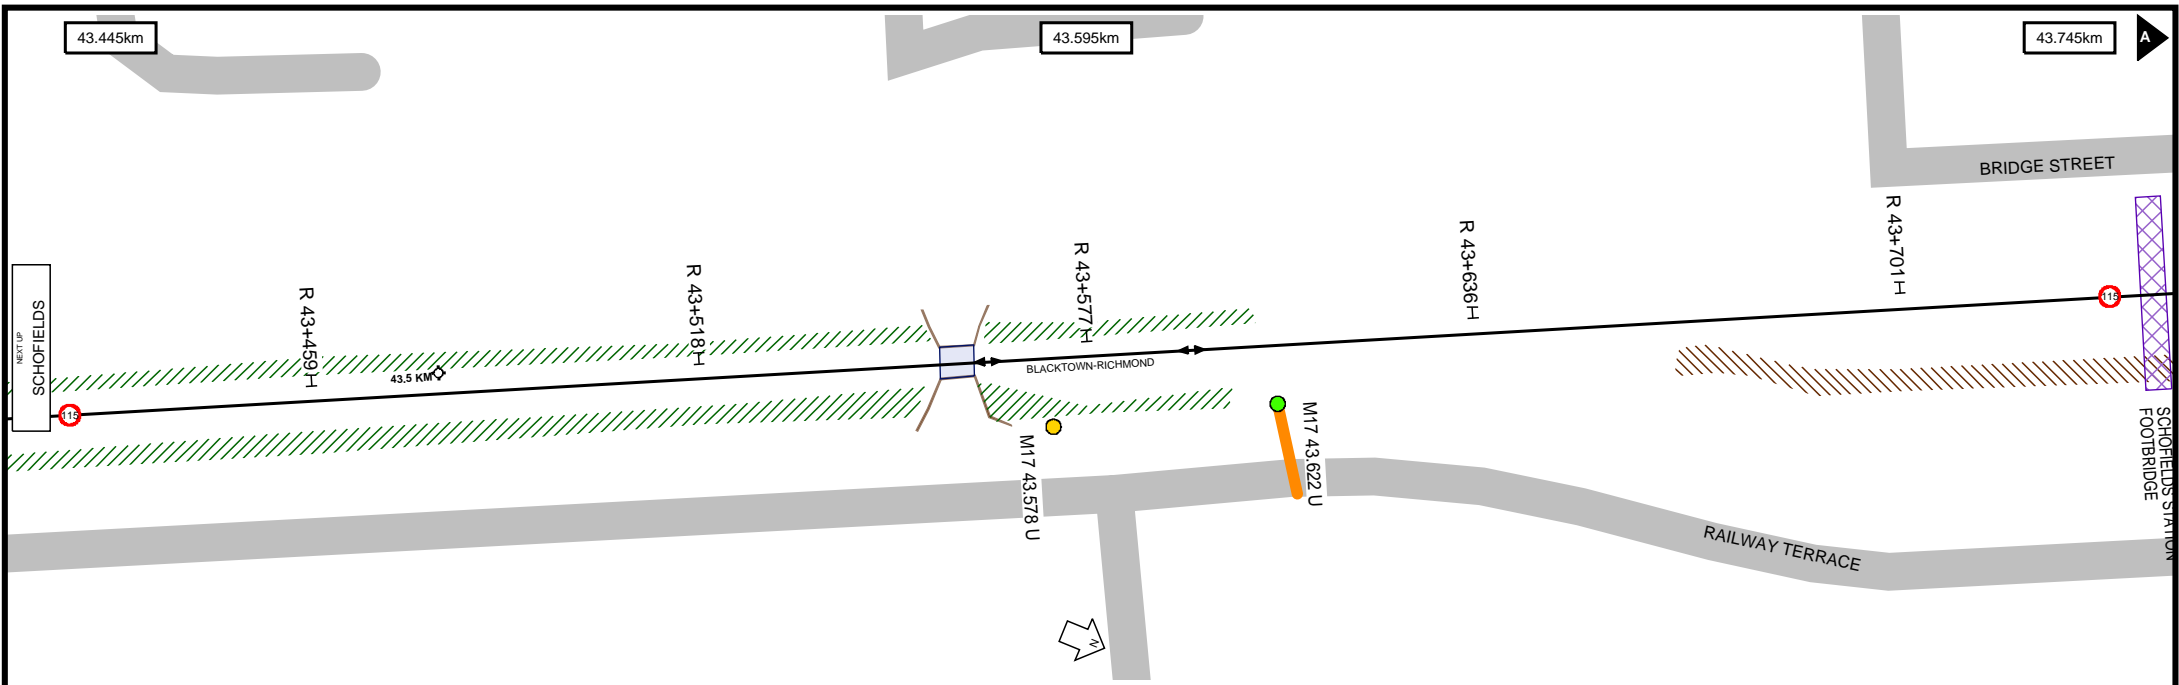 43.445km
43.595km
43.745km
A
BRIDGE STREET
R 43+459 H
R 43+518 H
R 43+577 H
R 43+636 H
R 43+701 H
NEXT UP
SCHOFIELDS
115
43.5 KM
BLACKTOWN-RICHMOND
115
M17 43.578 U
M17 43.622 U
SCHOFIELDS STATION
FOOTBRIDGE
RAILWAY TERRACE
N